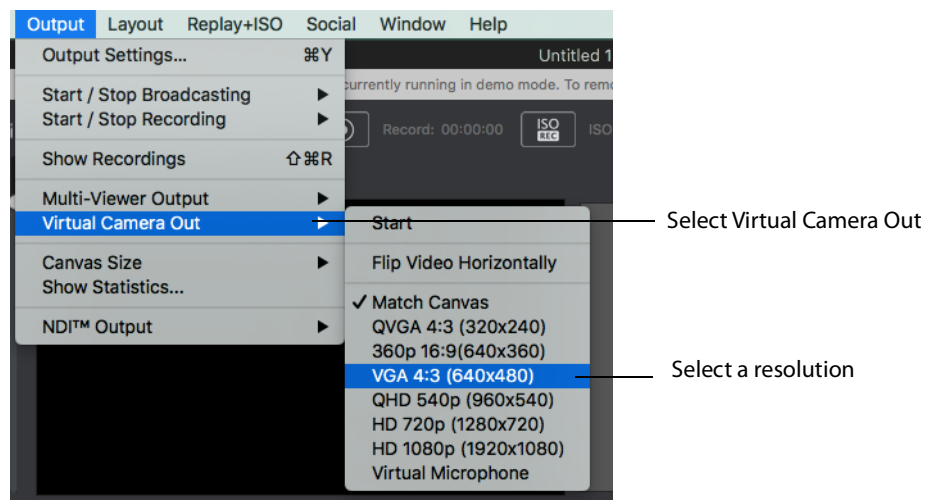 Output Layout Replay+ISO Social Window Help
Output Settings... ⌘Y
Untitled 1
currently running in demo mode. To remo
Start / Stop Broadcasting ▶
Start / Stop Recording ▶
Record: 00:00:00 ISO REC ISO
Show Recordings ⇧⌘R
Multi-Viewer Output ▶
Virtual Camera Out ▶
Start
Select Virtual Camera Out
Canvas Size ▶
Flip Video Horizontally
Show Statistics...
✓ Match Canvas
NDI™ Output ▶
QVGA 4:3 (320x240)
360p 16:9(640x360)
VGA 4:3 (640x480)
Select a resolution
QHD 540p (960x540)
HD 720p (1280x720)
HD 1080p (1920x1080)
Virtual Microphone